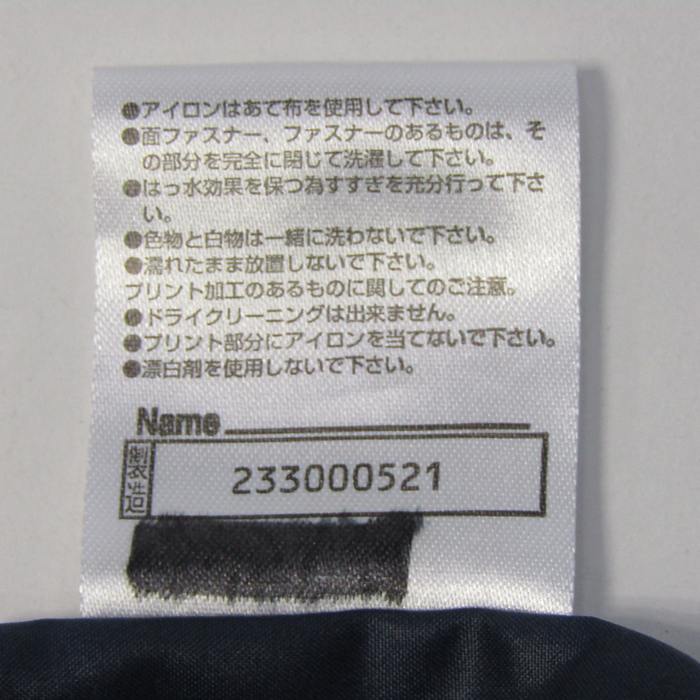 ●アイロンはあて布を使用して下さい。
●面ファスナー、ファスナーのあるものは、そ
の部分を完全に閉じて洗濯して下さい。
●はっ水効果を保つ為すすぎを充分行って下さ
い。
●色物と白物は一緒に洗わないで下さい。
●濡れたまま放置しないで下さい。
プリント加工のあるものに関してのご注意。
●ドライクリーニングは出来ません。
●プリント部分にアイロンを当てないで下さい。
●漂白剤を使用しないで下さい。
Name
製造 233000521